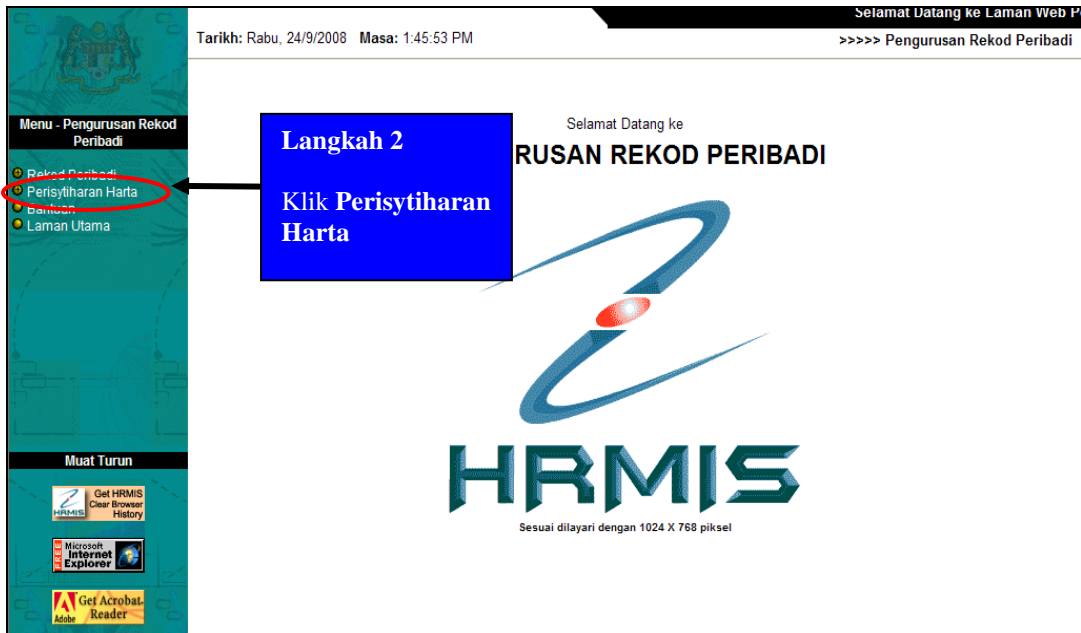 Selamat Datang ke Laman Web P
Tarikh: Rabu, 24/9/2008 Masa: 1:45:53 PM
>>>>> Pengurusan Rekod Peribadi
Menu - Pengurusan Rekod
Peribadi
Rekod Peribadi
Perisytiharan Harta
Bantuan
Laman Utama
Langkah 2
Klik Perisytiharan
Harta
Selamat Datang ke
RUSAN REKOD PERIBADI
HRMIS
Sesuai dilayari dengan 1024 X 768 piksel
Muat Turun
HRMIS
Get HRMIS
Clear Browser
History
FREE
Microsoft
Internet
Explorer
Adobe
Get Acrobat
Reader